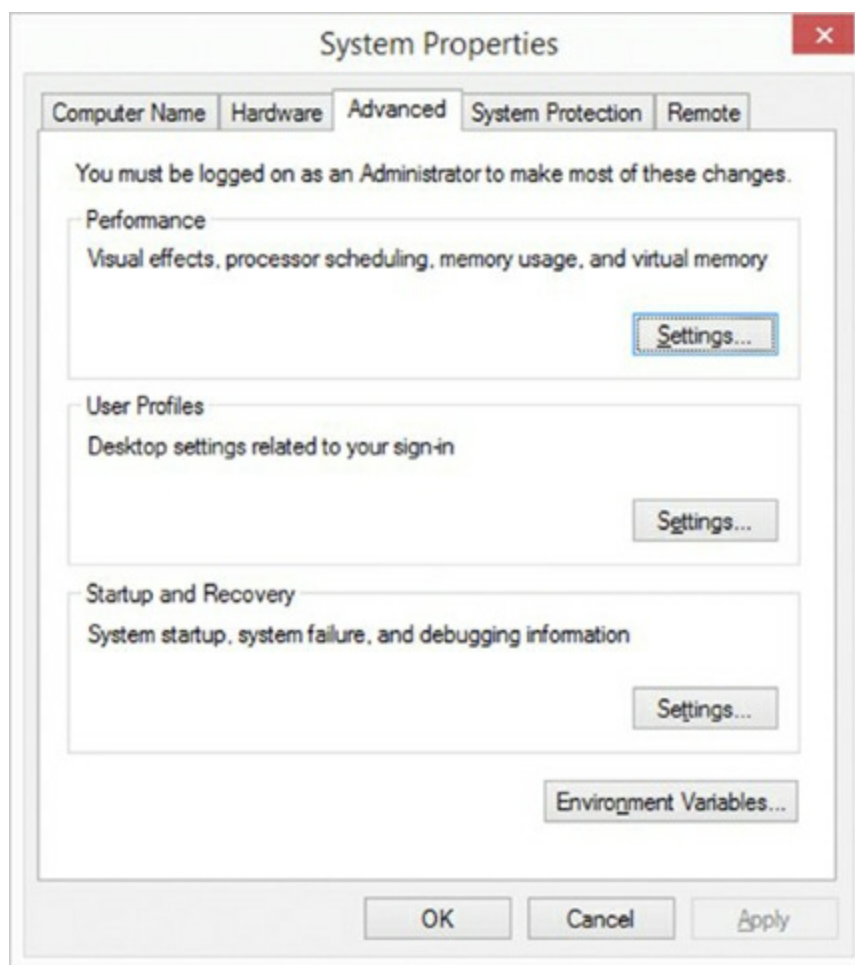 System Properties
Computer Name Hardware Advanced System Protection Remote
You must be logged on as an Administrator to make most of these changes.
Performance
Visual effects, processor scheduling, memory usage, and virtual memory
Settings...
User Profiles
Desktop settings related to your sign-in
Settings...
Startup and Recovery
System startup, system failure, and debugging information
Settings...
Environment Variables...
OK Cancel Apply